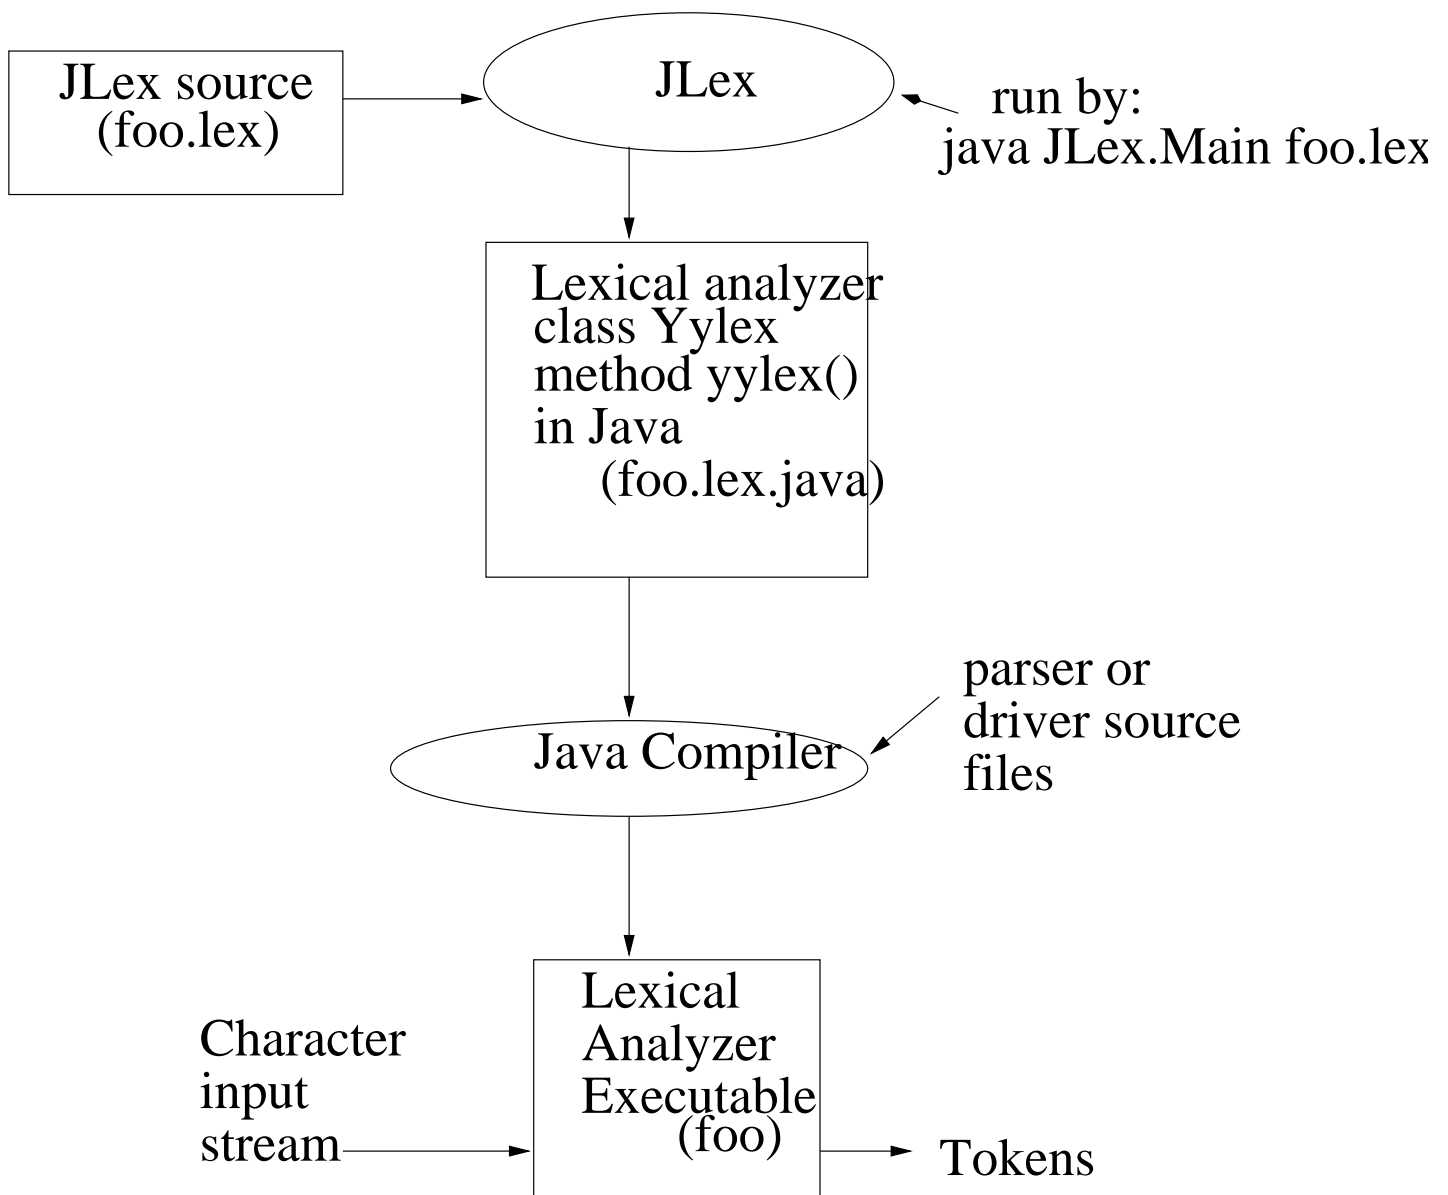 JLex source
(foo.lex)
JLex
run by:
java JLex.Main foo.lex
Lexical analyzer
class Yylex
method yylex()
in Java
(foo.lex.java)
parser or
driver source
files
Java Compiler
Character
input
stream
Lexical
Analyzer
Executable
(foo)
Tokens